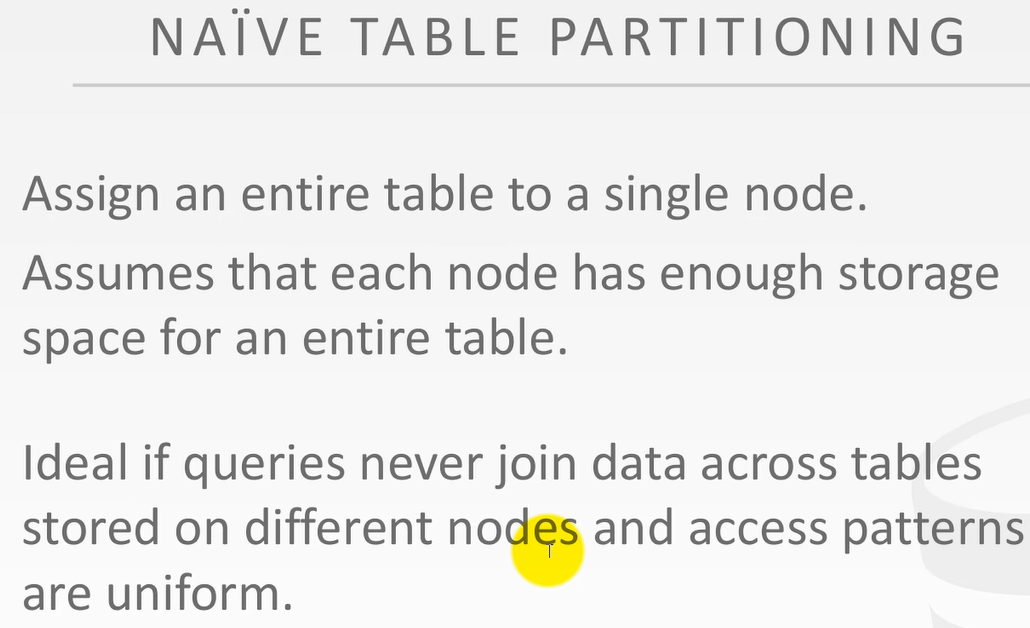 NAÏVE TABLE PARTITIONING
Assign an entire table to a single node.
Assumes that each node has enough storage
space for an entire table.
Ideal if queries never join data across tables
stored on different nodes and access patterns
are uniform.